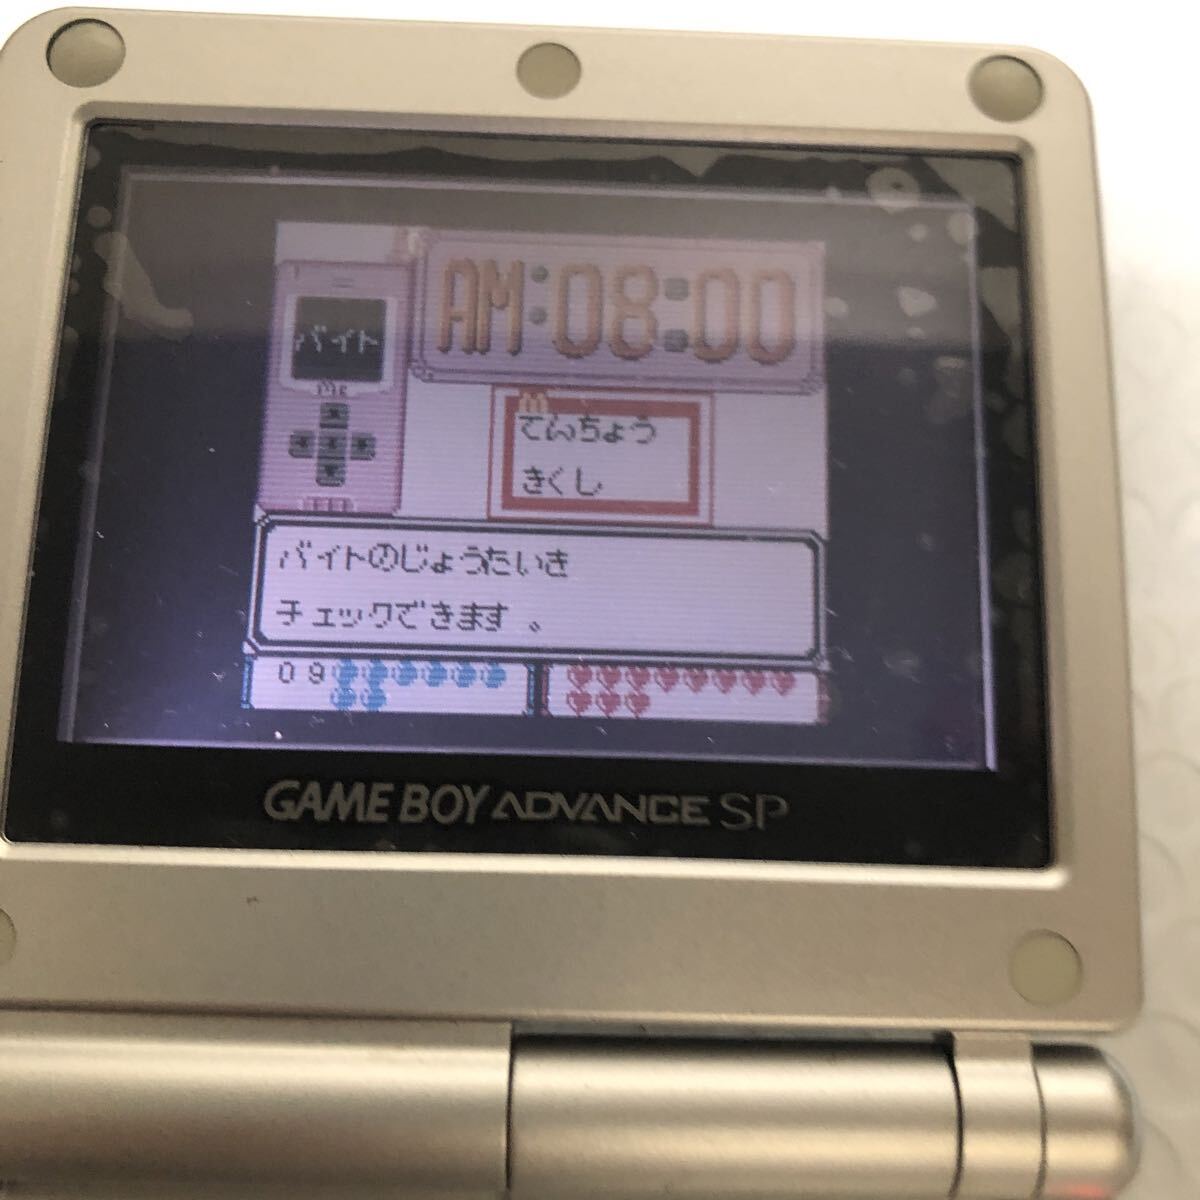 AM:08:00
バイト
Mc
てんちょう
きくし
バイトのじょうたいを
チェックできます。
09
GAME BOY ADVANCE SP